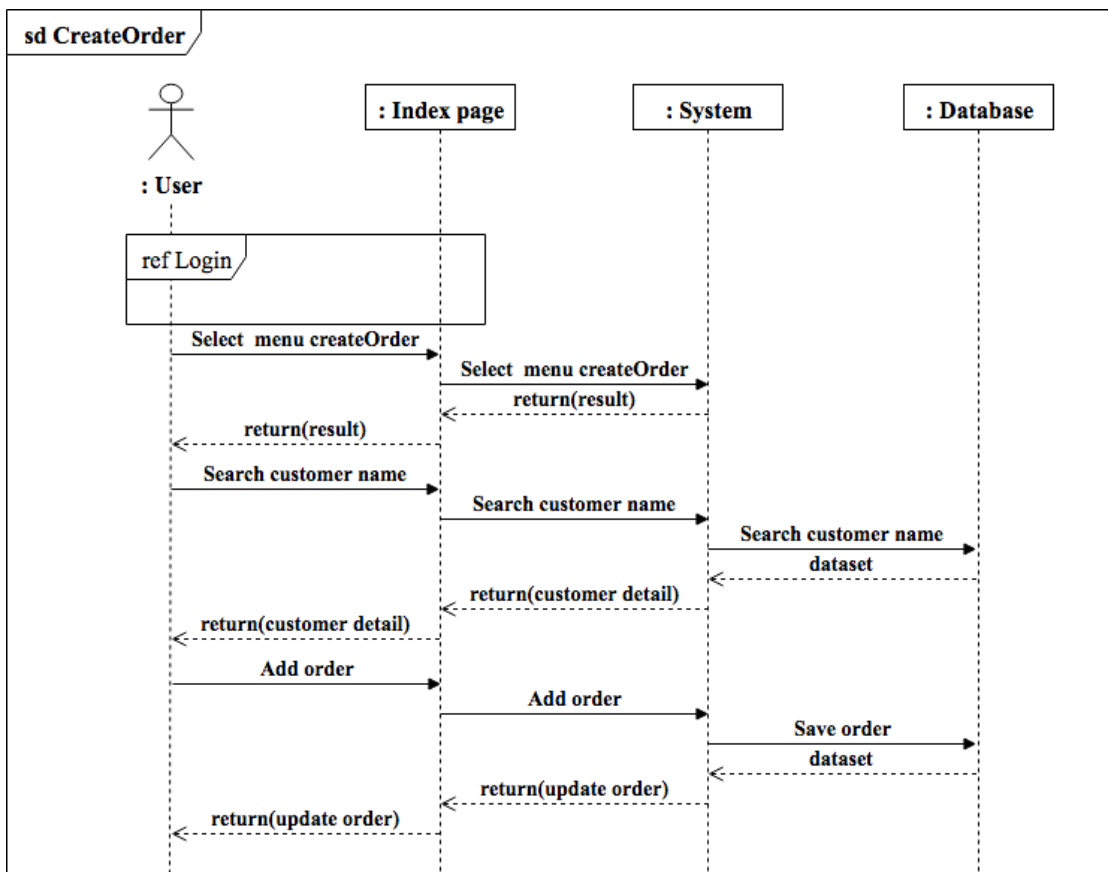 sd CreateOrder
: Index page
: System
: Database
: User
ref Login
Select menu createOrder
Select menu createOrder
return(result)
return(result)
Search customer name
Search customer name
Search customer name
dataset
return(customer detail)
return(customer detail)
Add order
Add order
Save order
dataset
return(update order)
return(update order)